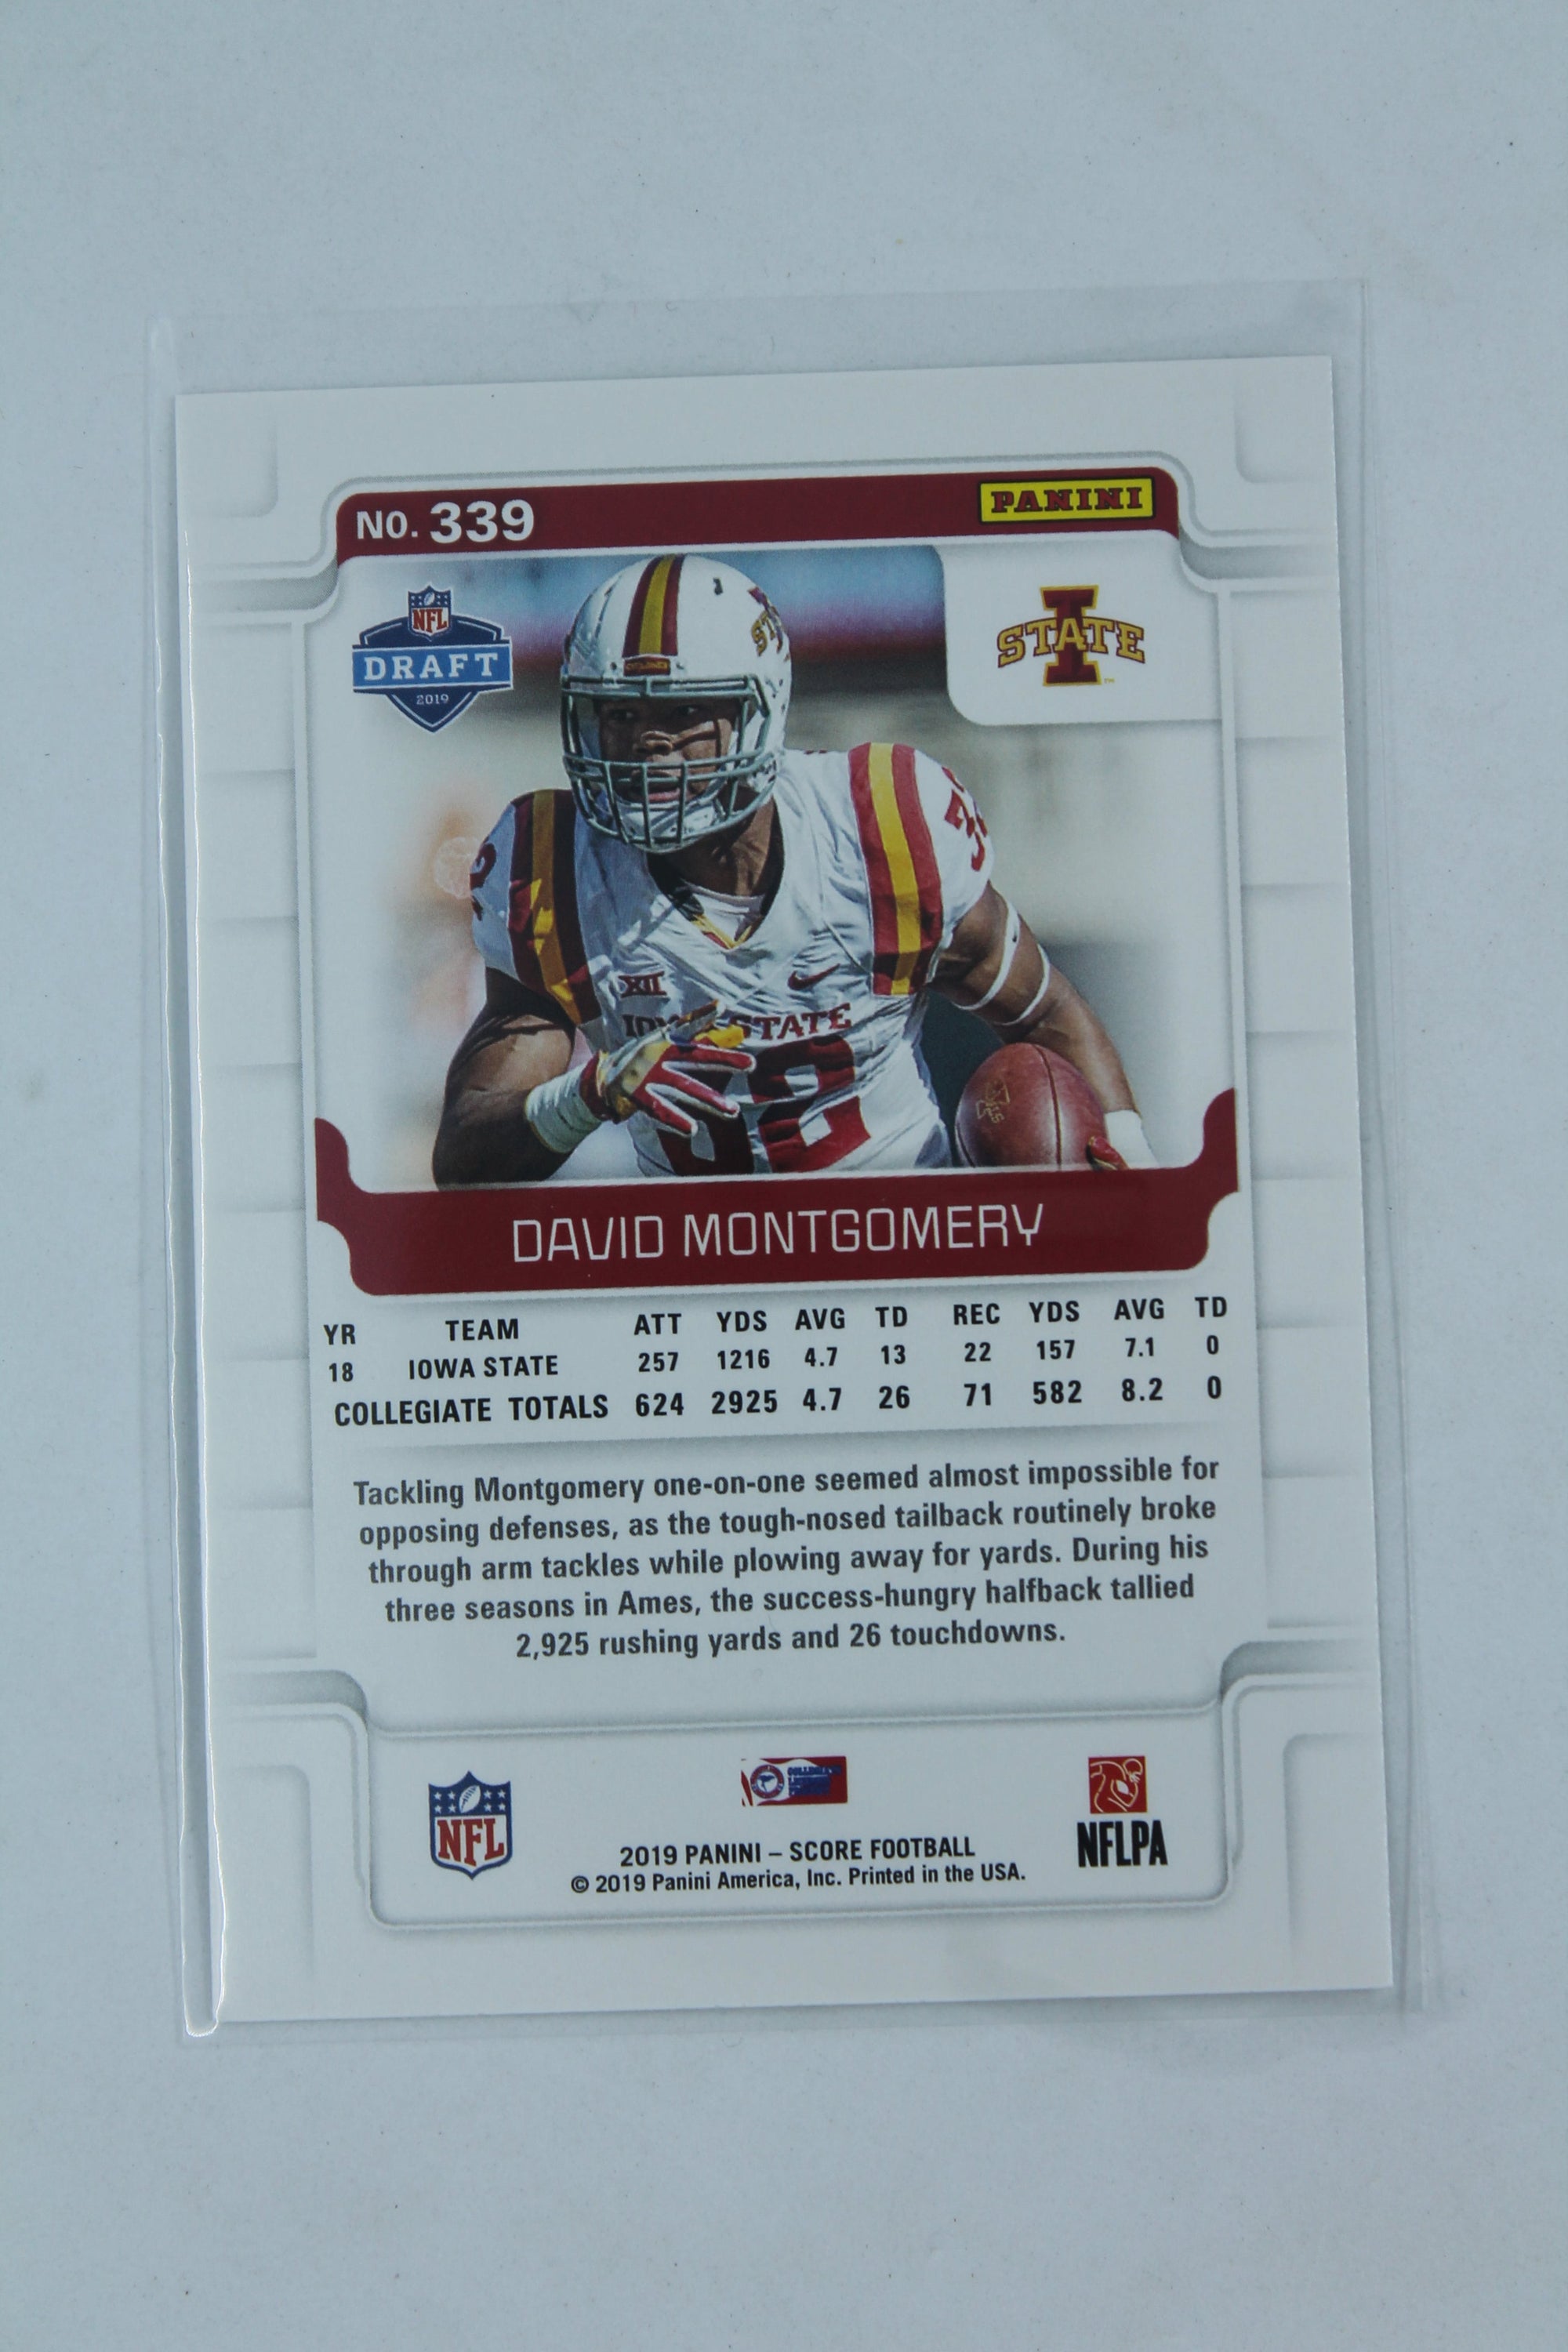 NO. 339
PANINI
NFL
DRAFT
2019
STATE
I
XII
STATE
DAVID MONTGOMERY
YR TEAM ATT YDS AVG TD REC YDS AVG TD
18 IOWA STATE 257 1216 4.7 13 22 157 7.1 0
COLLEGIATE TOTALS 624 2925 4.7 26 71 582 8.2 0
Tackling Montgomery one-on-one seemed almost impossible for
opposing defenses, as the tough-nosed tailback routinely broke
through arm tackles while plowing away for yards. During his
three seasons in Ames, the success-hungry halfback tallied
2,925 rushing yards and 26 touchdowns.
NFL
2019 PANINI – SCORE FOOTBALL
© 2019 Panini America, Inc. Printed in the USA.
NFLPA